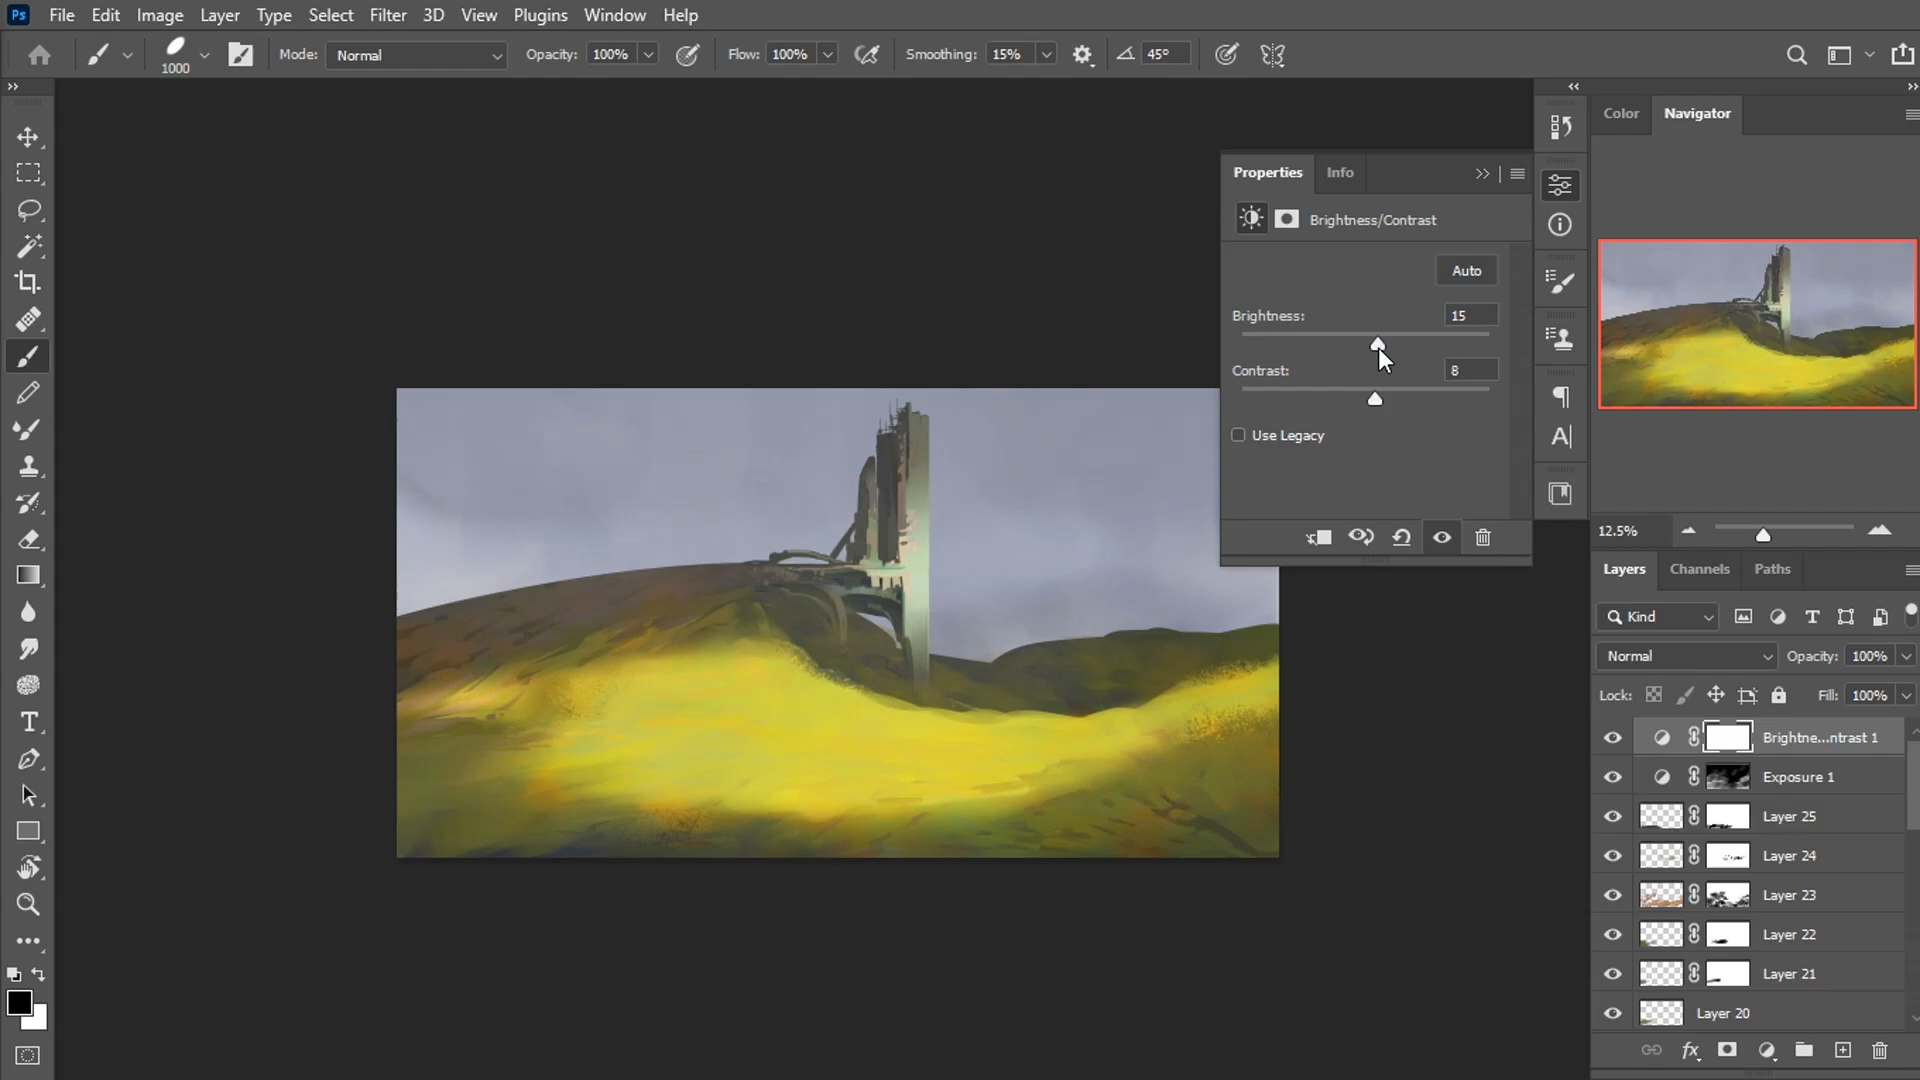 Ps File Edit Image Layer Type Select Filter 3D View Plugins Window Help
1000 Mode: Normal Opacity: 100% Flow: 100% Smoothing: 15% 45°
Color Navigator
Properties Info
Brightness/Contrast
Auto
Brightness: 15
Contrast: 8
Use Legacy
12.5%
Layers Channels Paths
Kind
Normal Opacity: 100%
Lock: Fill: 100%
Brightne...ntrast 1
Exposure 1
Layer 25
Layer 24
Layer 23
Layer 22
Layer 21
Layer 20